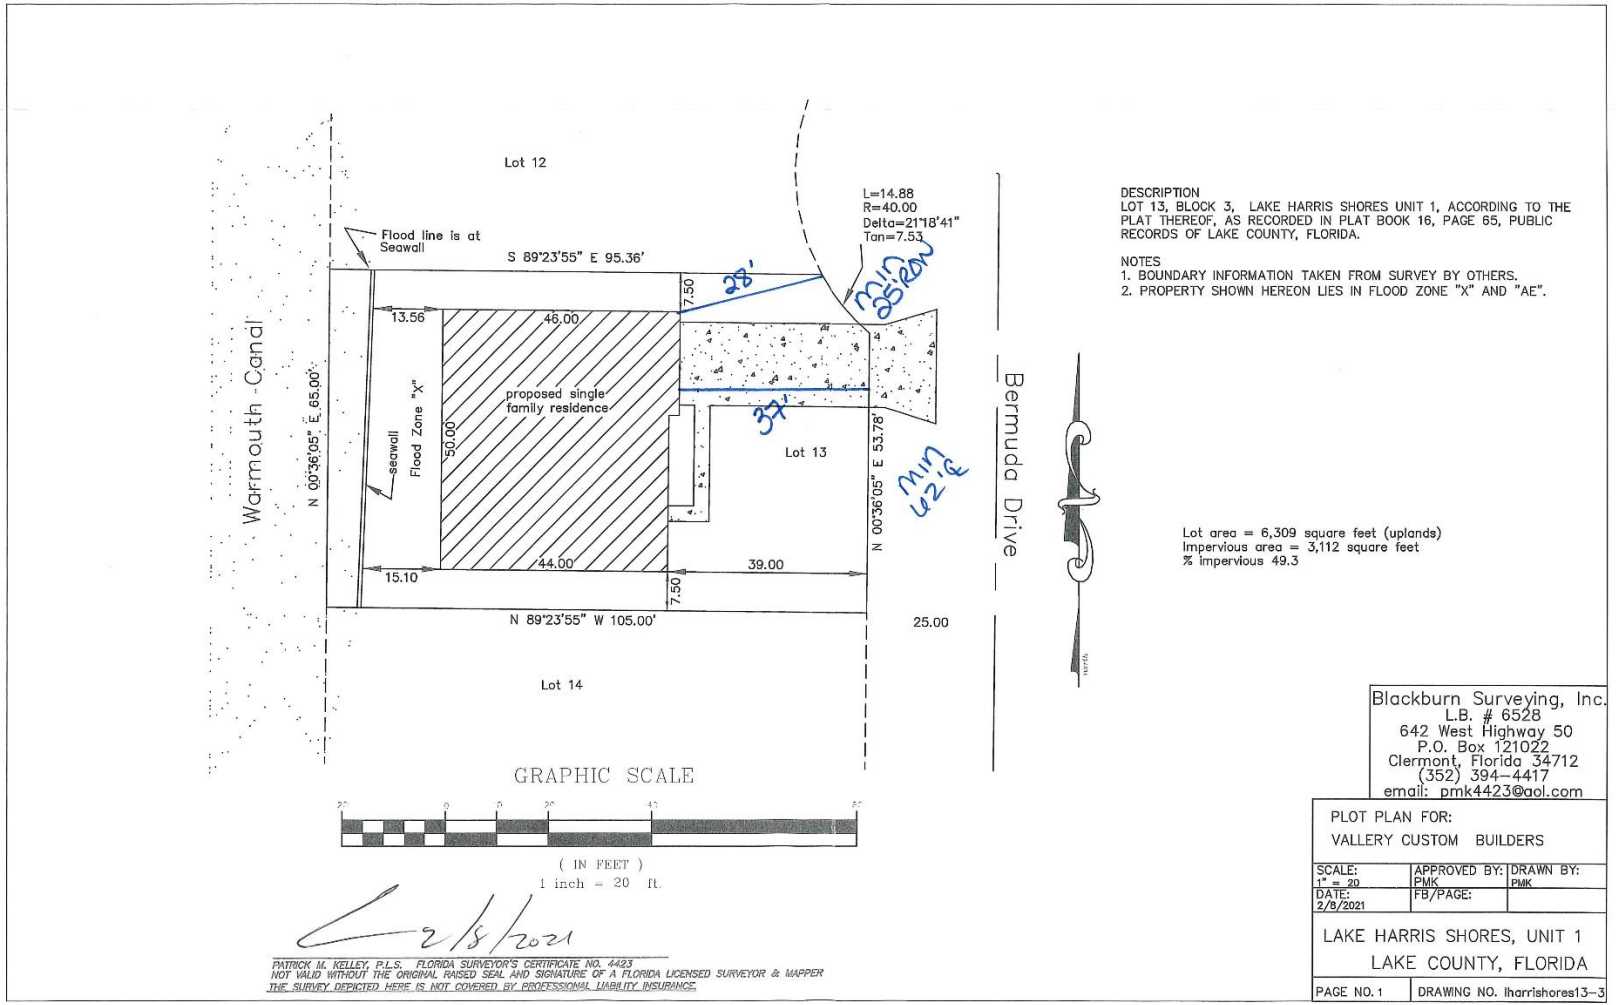 Lot 12
L=14.88
R=40.00
Delta=21°18'41"
Tan=7.53
DESCRIPTION
LOT 13, BLOCK 3, LAKE HARRIS SHORES UNIT 1, ACCORDING TO THE
PLAT THEREOF, AS RECORDED IN PLAT BOOK 16, PAGE 65, PUBLIC
RECORDS OF LAKE COUNTY, FLORIDA.
NOTES
1. BOUNDARY INFORMATION TAKEN FROM SURVEY BY OTHERS.
2. PROPERTY SHOWN HEREON LIES IN FLOOD ZONE "X" AND "AE".
Flood line is at
Seawall
S 89°23'55" E 95.36'
7.50
28'
MIN
25' ROW
13.56
46.00
Warmouth Canal
N 00°36'05" E 65.00'
seawall
Flood Zone "X"
50.00
proposed single
family residence
37'
Lot 13
N 00°36'05" E 53.78'
MIN
62' ℄
Bermuda Drive
Lot area = 6,309 square feet (uplands)
Impervious area = 3,112 square feet
% impervious 49.3
15.10
44.00
39.00
7.50
N 89°23'55" W 105.00'
25.00
Lot 14
north
GRAPHIC SCALE
20 0 20 40
( IN FEET )
1 inch = 20 ft.
2/8/2021
PATRICK M. KELLEY, P.L.S. FLORIDA SURVEYOR'S CERTIFICATE NO. 4423
NOT VALID WITHOUT THE ORIGINAL RAISED SEAL AND SIGNATURE OF A FLORIDA LICENSED SURVEYOR & MAPPER
THE SURVEY DEPICTED HERE IS NOT COVERED BY PROFESSIONAL LIABILITY INSURANCE.
Blackburn Surveying, Inc.
L.B. # 6528
642 West Highway 50
P.O. Box 121022
Clermont, Florida 34712
(352) 394-4417
email: pmk4423@aol.com
PLOT PLAN FOR:
VALLERY CUSTOM BUILDERS
SCALE:
1" = 20
APPROVED BY:
PMK
DRAWN BY:
PMK
DATE:
2/8/2021
FB/PAGE:
LAKE HARRIS SHORES, UNIT 1
LAKE COUNTY, FLORIDA
PAGE NO. 1
DRAWING NO. lharrishores13-3